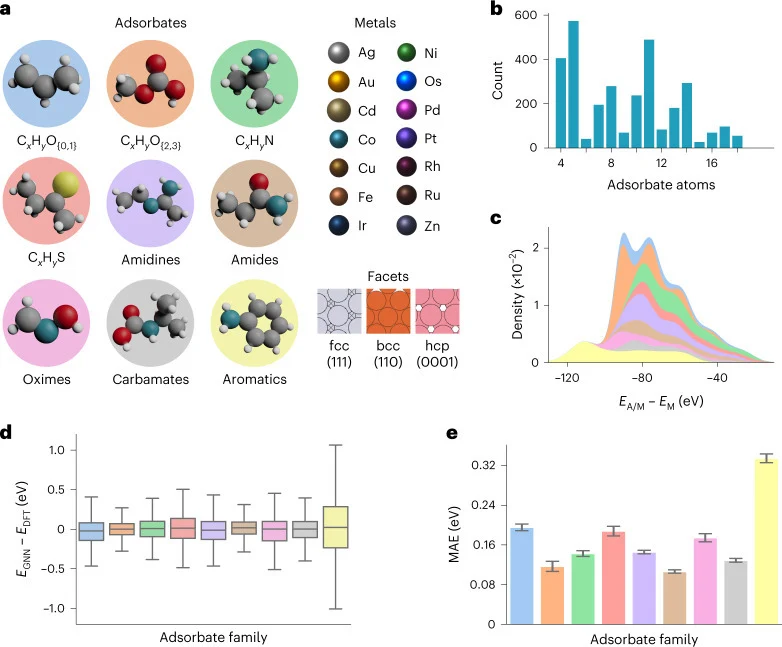 a
Adsorbates
Metals
CxHyO{0,1}
CxHyO{2,3}
CxHyN
CxHyS
Amidines
Amides
Oximes
Carbamates
Aromatics
Ag
Ni
Au
Os
Cd
Pd
Co
Pt
Cu
Rh
Fe
Ru
Ir
Zn
Facets
fcc
(111)
bcc
(110)
hcp
(0001)
b
Count
600
400
200
0
4
8
12
16
Adsorbate atoms
c
Density (×10−2)
2
1
0
−120
−80
−40
EA/M – EM (eV)
d
EGNN – EDFT (eV)
1.0
0.5
0
−0.5
−1.0
Adsorbate family
e
MAE (eV)
0.32
0.24
0.16
0.08
0
Adsorbate family